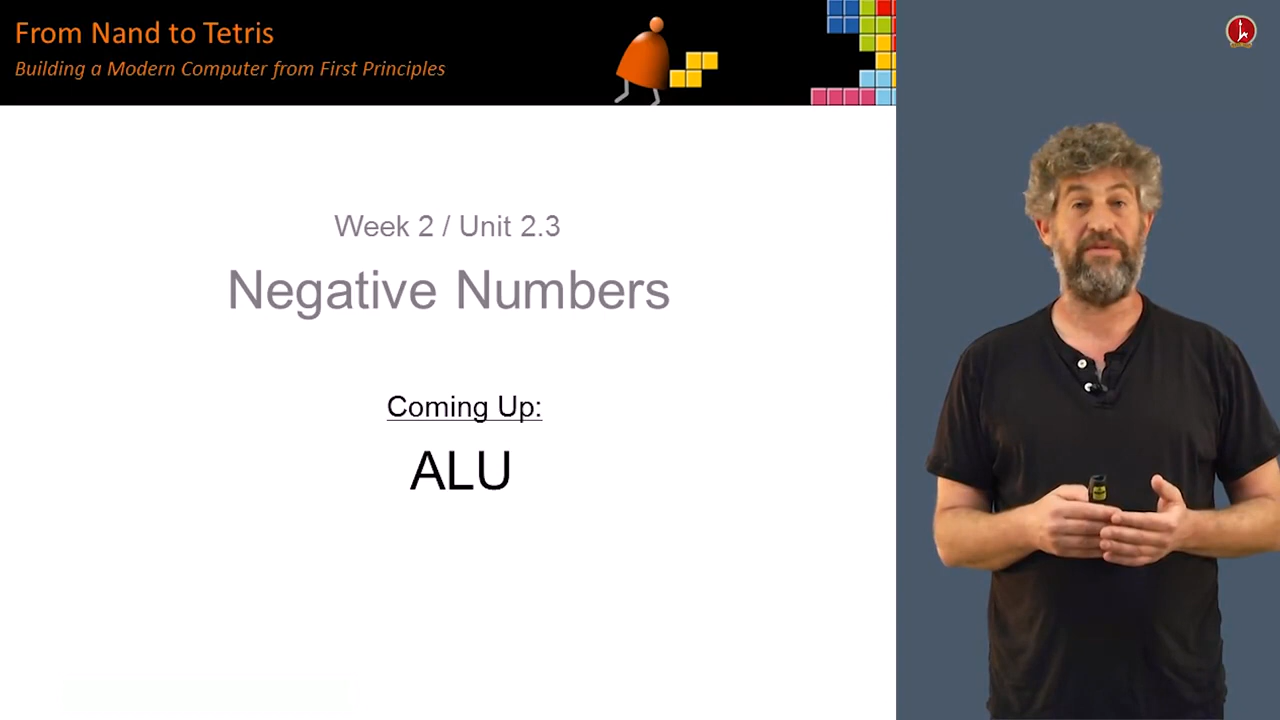 From Nand to Tetris
Building a Modern Computer from First Principles
Week 2 / Unit 2.3
Negative Numbers
Coming Up:
ALU